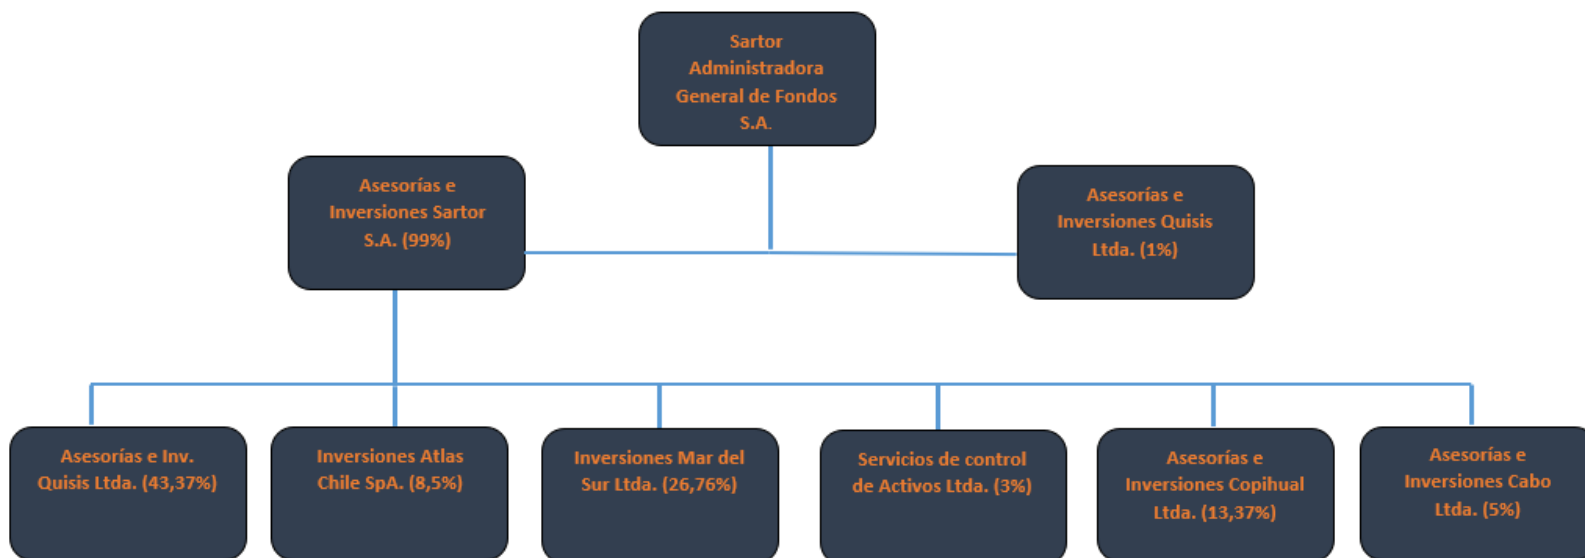 Sartor
Administradora
General de Fondos
S.A.
Asesorías e
Inversiones Sartor
S.A. (99%)
Asesorías e
Inversiones Quisis
Ltda. (1%)
Asesorías e Inv.
Quisis Ltda. (43,37%)
Inversiones Atlas
Chile SpA. (8,5%)
Inversiones Mar del
Sur Ltda. (26,76%)
Servicios de control
de Activos Ltda. (3%)
Asesorías e
Inversiones Copihual
Ltda. (13,37%)
Asesorías e
Inversiones Cabo
Ltda. (5%)